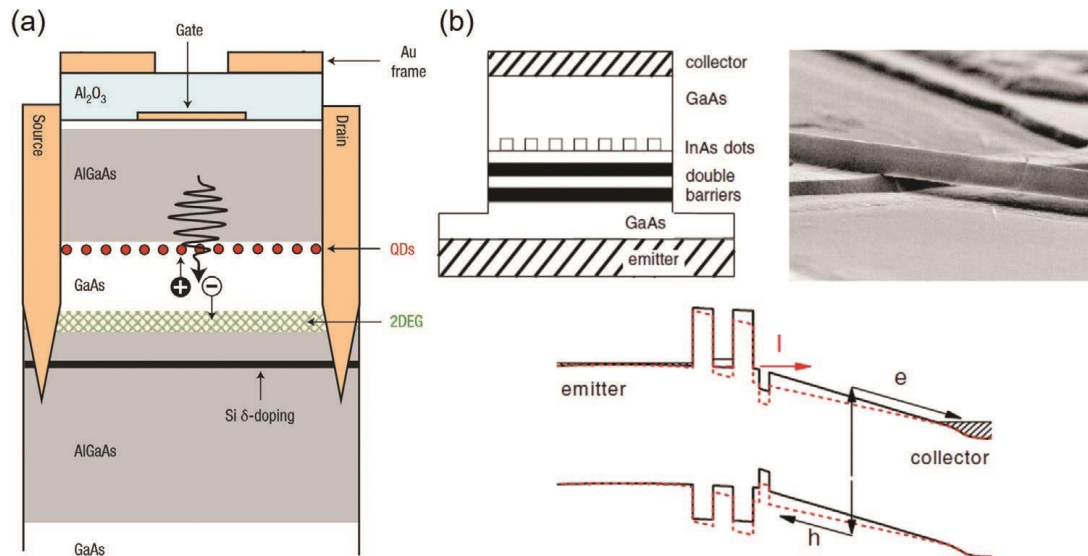 (a)
Gate
Au
frame
Al2O3
Source
Drain
AlGaAs
QDs
GaAs
+
−
2DEG
Si δ-doping
AlGaAs
GaAs
(b)
collector
GaAs
InAs dots
double
barriers
GaAs
emitter
I
emitter
e
collector
h